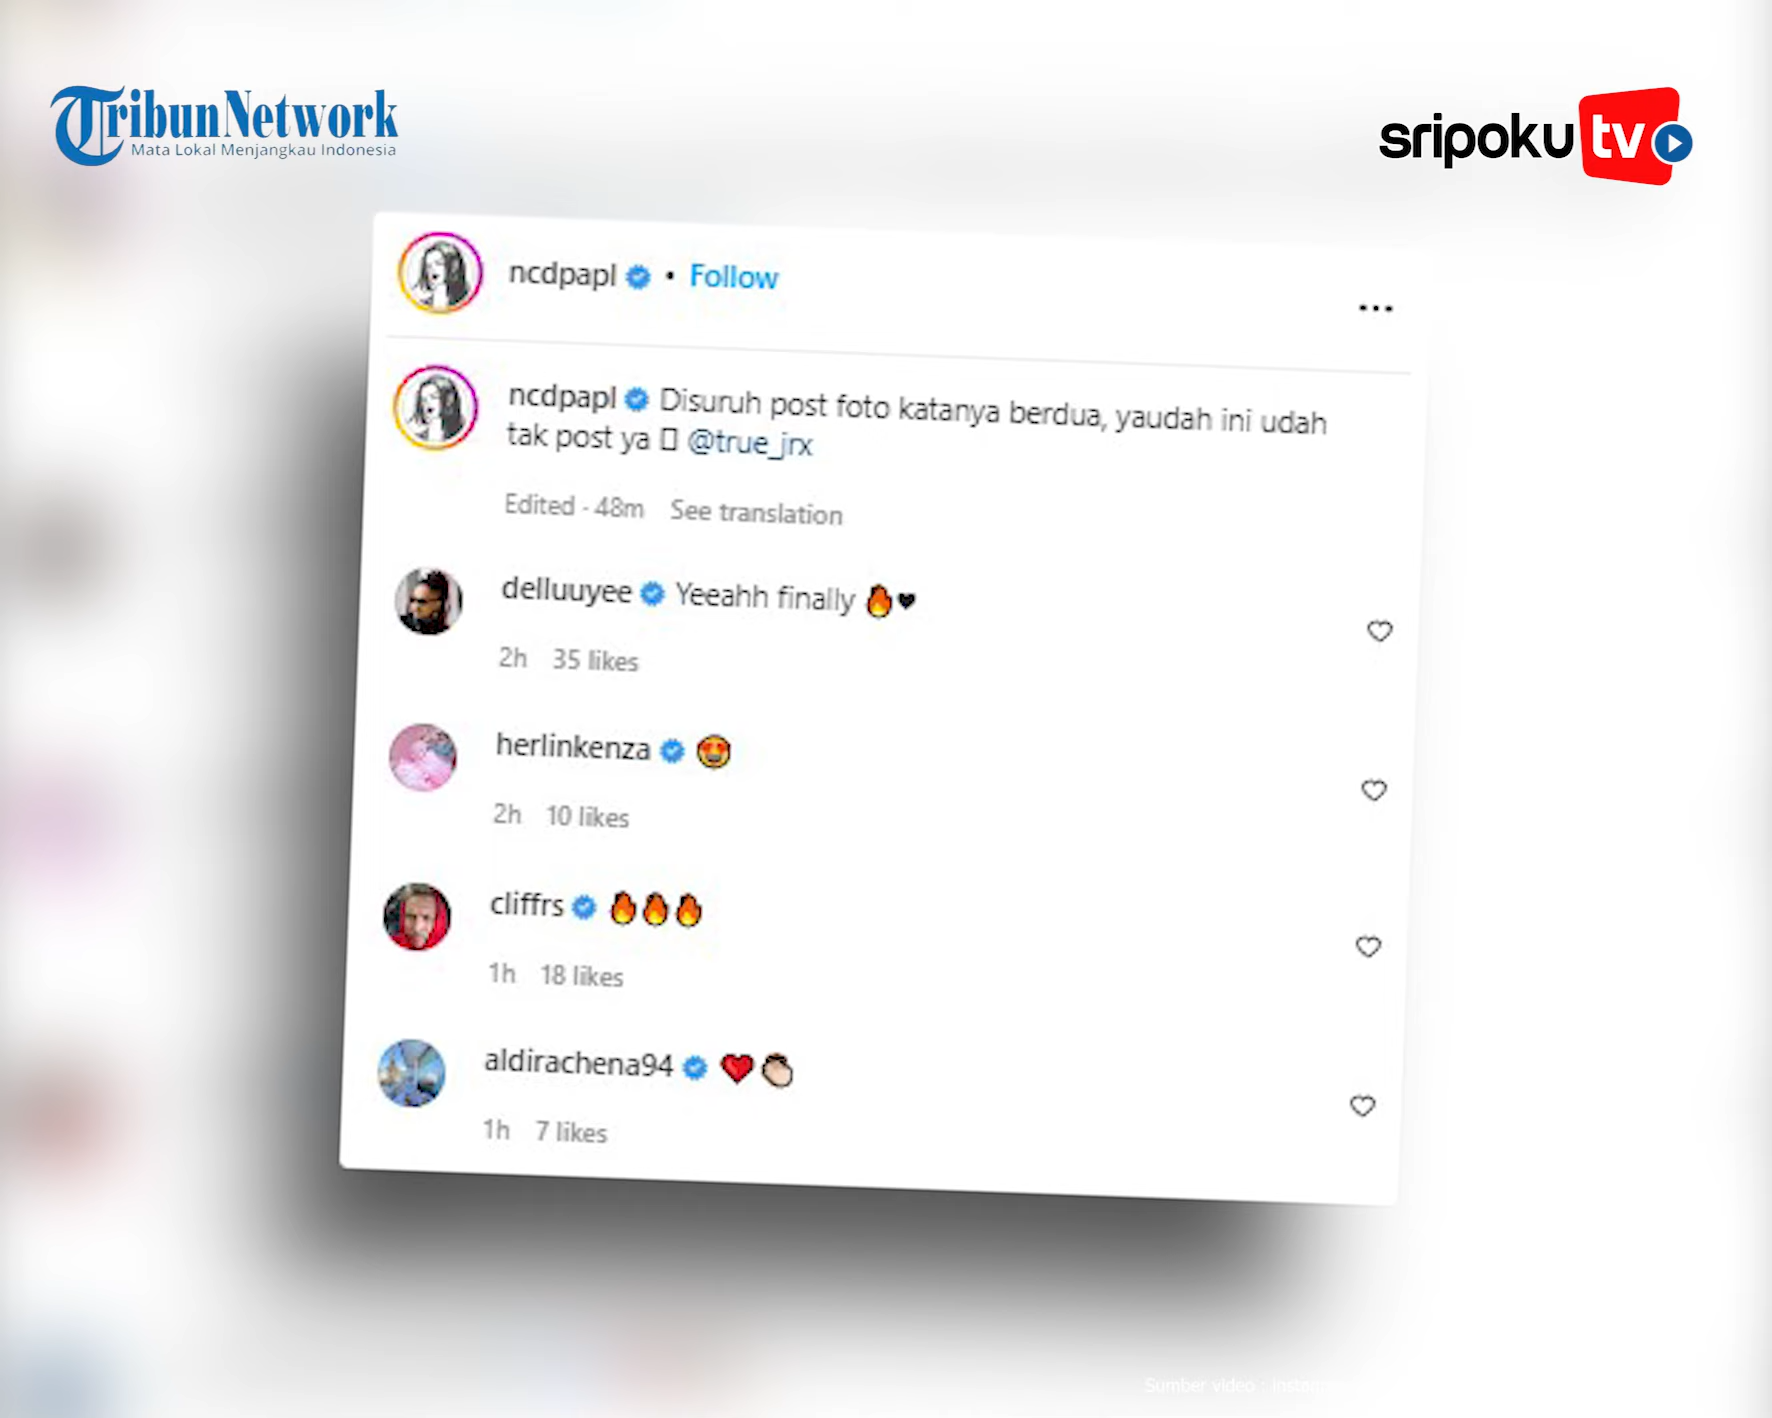 TribunNetwork
Mata Lokal Menjangkau Indonesia
sripoku tv
ncdpapl • Follow
ncdpapl Disuruh post foto katanya berdua, yaudah ini udah
tak post ya @true_jrx
Edited · 48m See translation
delluuyee Yeeahh finally 🔥🖤
2h 35 likes
herlinkenza 😍
2h 10 likes
cliffrs 🔥🔥🔥
1h 18 likes
aldirachena94 ❤️👏🏻
1h 7 likes
Sumber video :